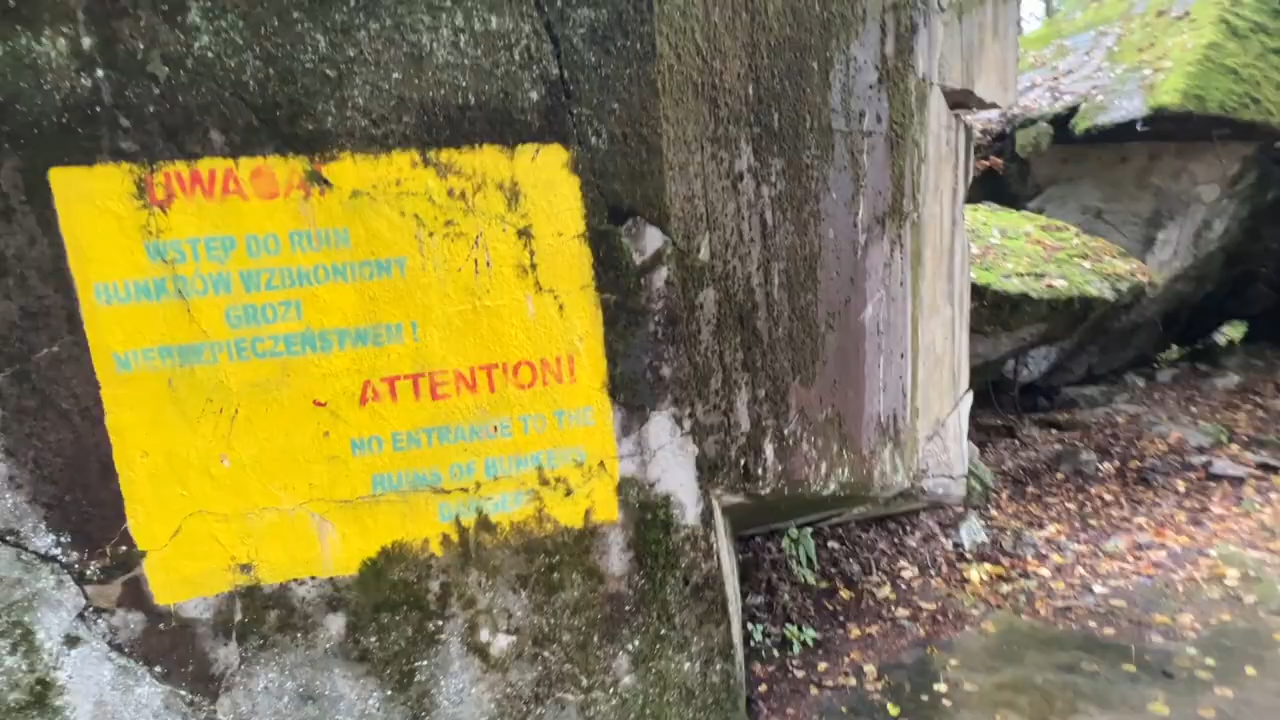 UWAGA!
WSTĘP DO RUIN
BUNKRÓW WZBRONIONY
GROZI
NIEBEZPIECZEŃSTWEM !
ATTENTION!
NO ENTRANCE TO THE
RUINS OF BUNKERS
DANGER